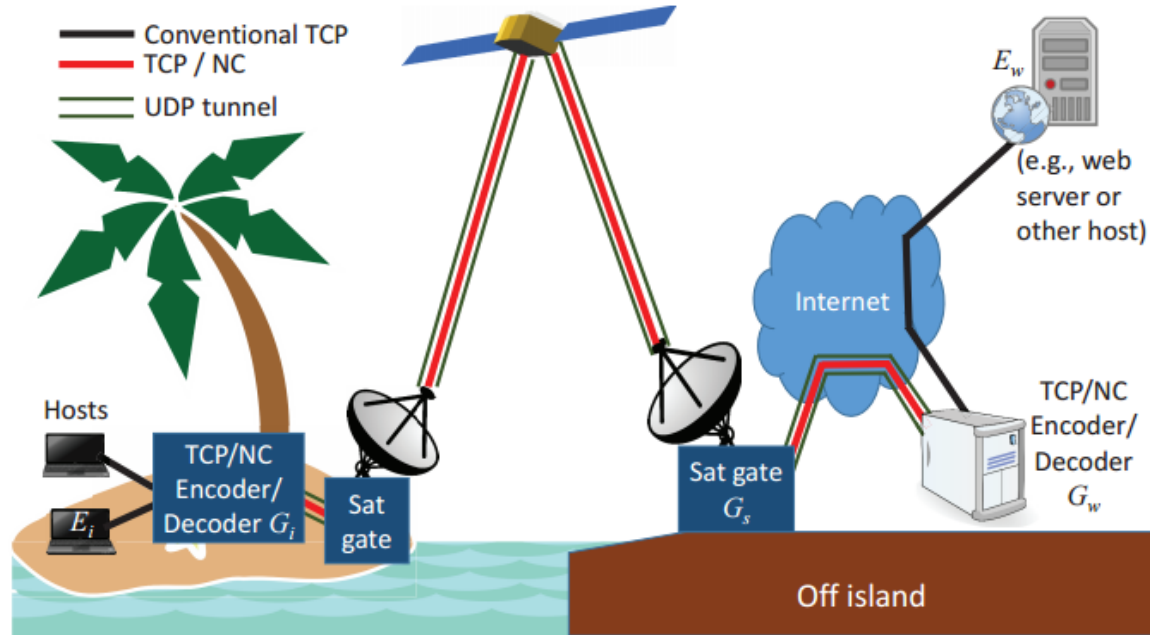 Conventional TCP
TCP / NC
UDP tunnel
E_w
(e.g., web
server or
other host)
Internet
Hosts
E_i
TCP/NC
Encoder/
Decoder G_i
Sat
gate
Sat gate
G_s
TCP/NC
Encoder/
Decoder
G_w
Off island